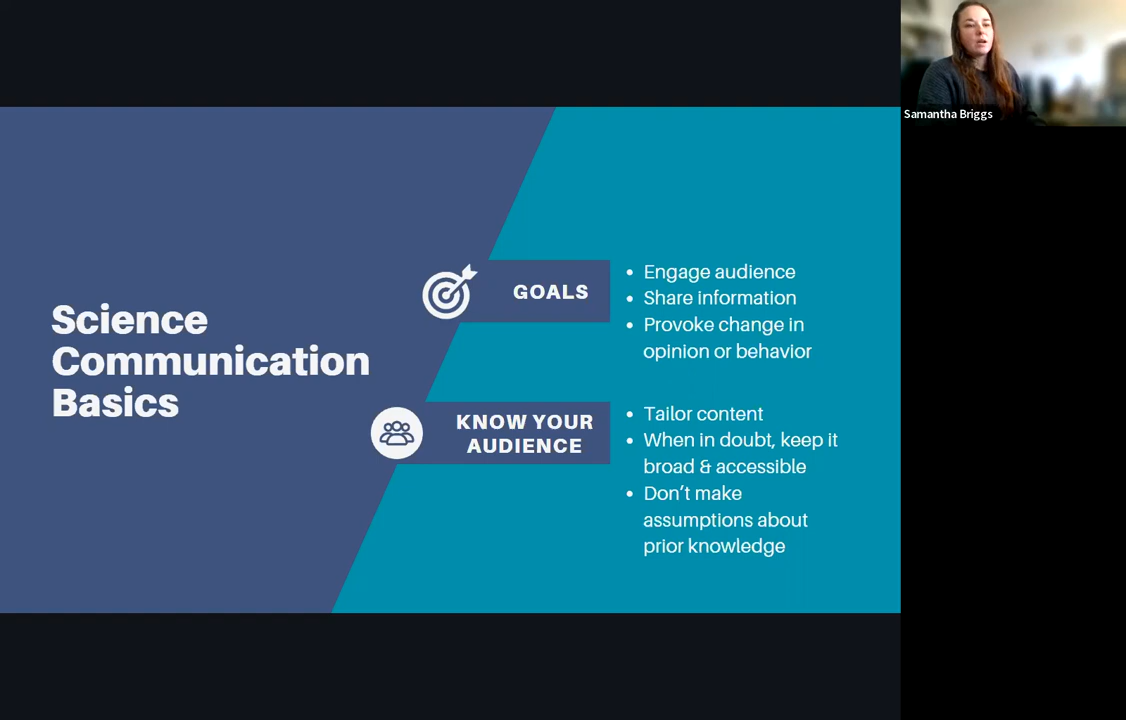 Samantha Briggs
Science
Communication
Basics
GOALS
• Engage audience
• Share information
• Provoke change in
opinion or behavior
KNOW YOUR
AUDIENCE
• Tailor content
• When in doubt, keep it
broad & accessible
• Don’t make
assumptions about
prior knowledge